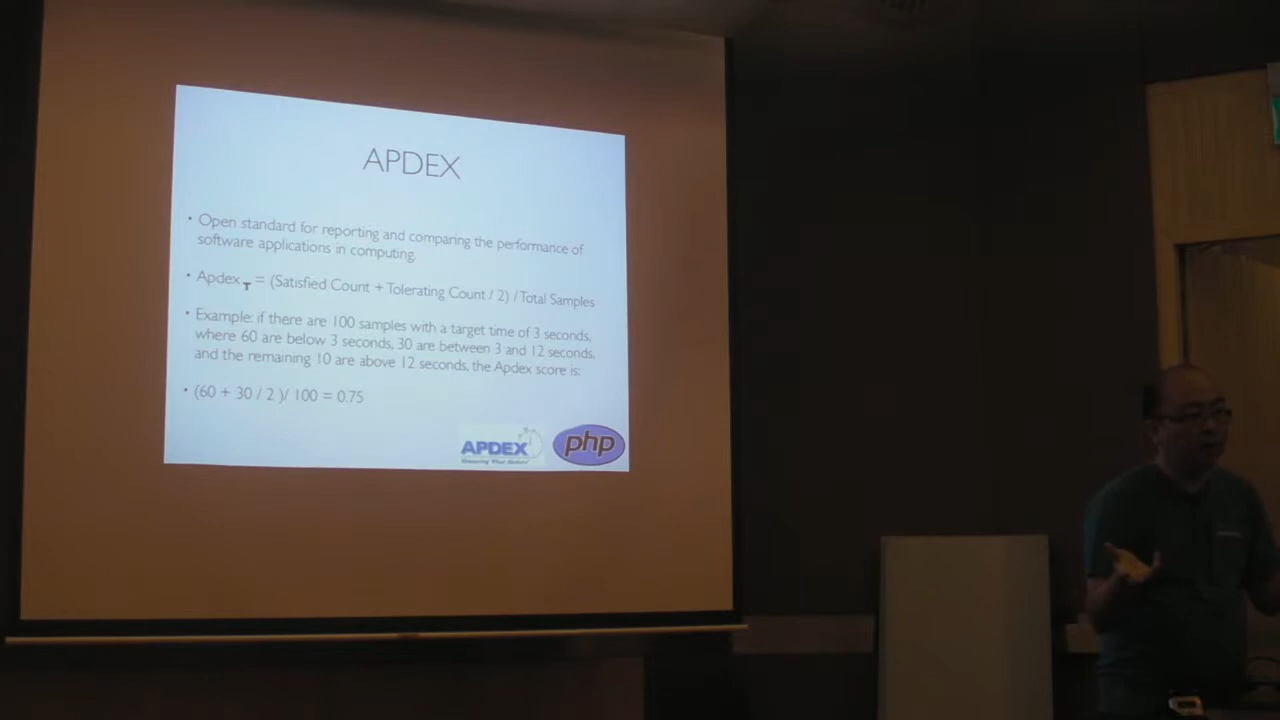 APDEX
• Open standard for reporting and comparing the performance of
software applications in computing.
• Apdex T = (Satisfied Count + Tolerating Count / 2) / Total Samples
• Example: if there are 100 samples with a target time of 3 seconds,
where 60 are below 3 seconds, 30 are between 3 and 12 seconds,
and the remaining 10 are above 12 seconds, the Apdex score is:
• (60 + 30 / 2 )/ 100 = 0.75
APDEX
php